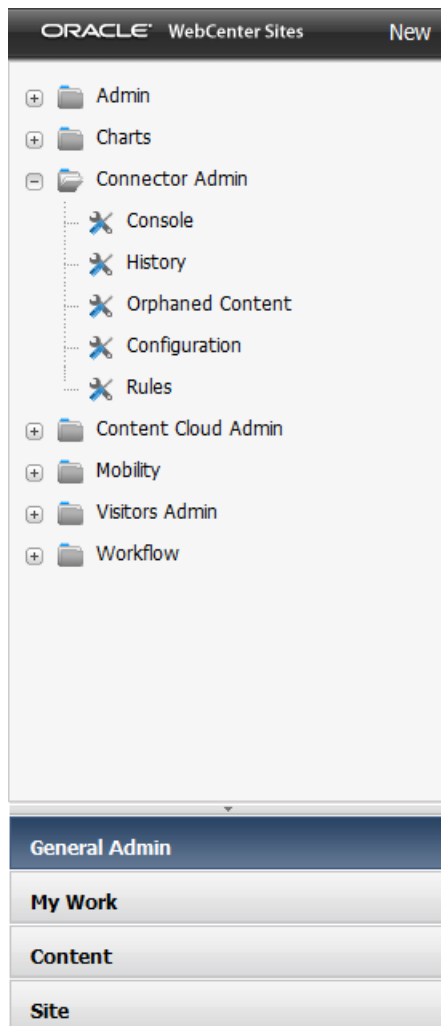 ORACLE WebCenter Sites New
Admin
Charts
Connector Admin
Console
History
Orphaned Content
Configuration
Rules
Content Cloud Admin
Mobility
Visitors Admin
Workflow
General Admin
My Work
Content
Site